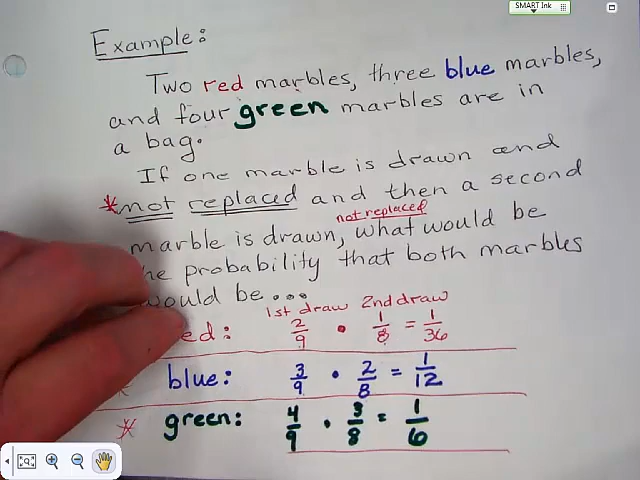 SMART Ink
Example:
Two red marbles, three blue marbles,
and four green marbles are in
a bag.
If one marble is drawn and
*not replaced and then a second
not replaced
marble is drawn, what would be
he probability that both marbles
would be...
1st draw 2nd draw
ed: 2/9 · 1/8 = 1/36
* blue: 3/9 · 2/8 = 1/12
* green: 4/9 · 3/8 = 1/6